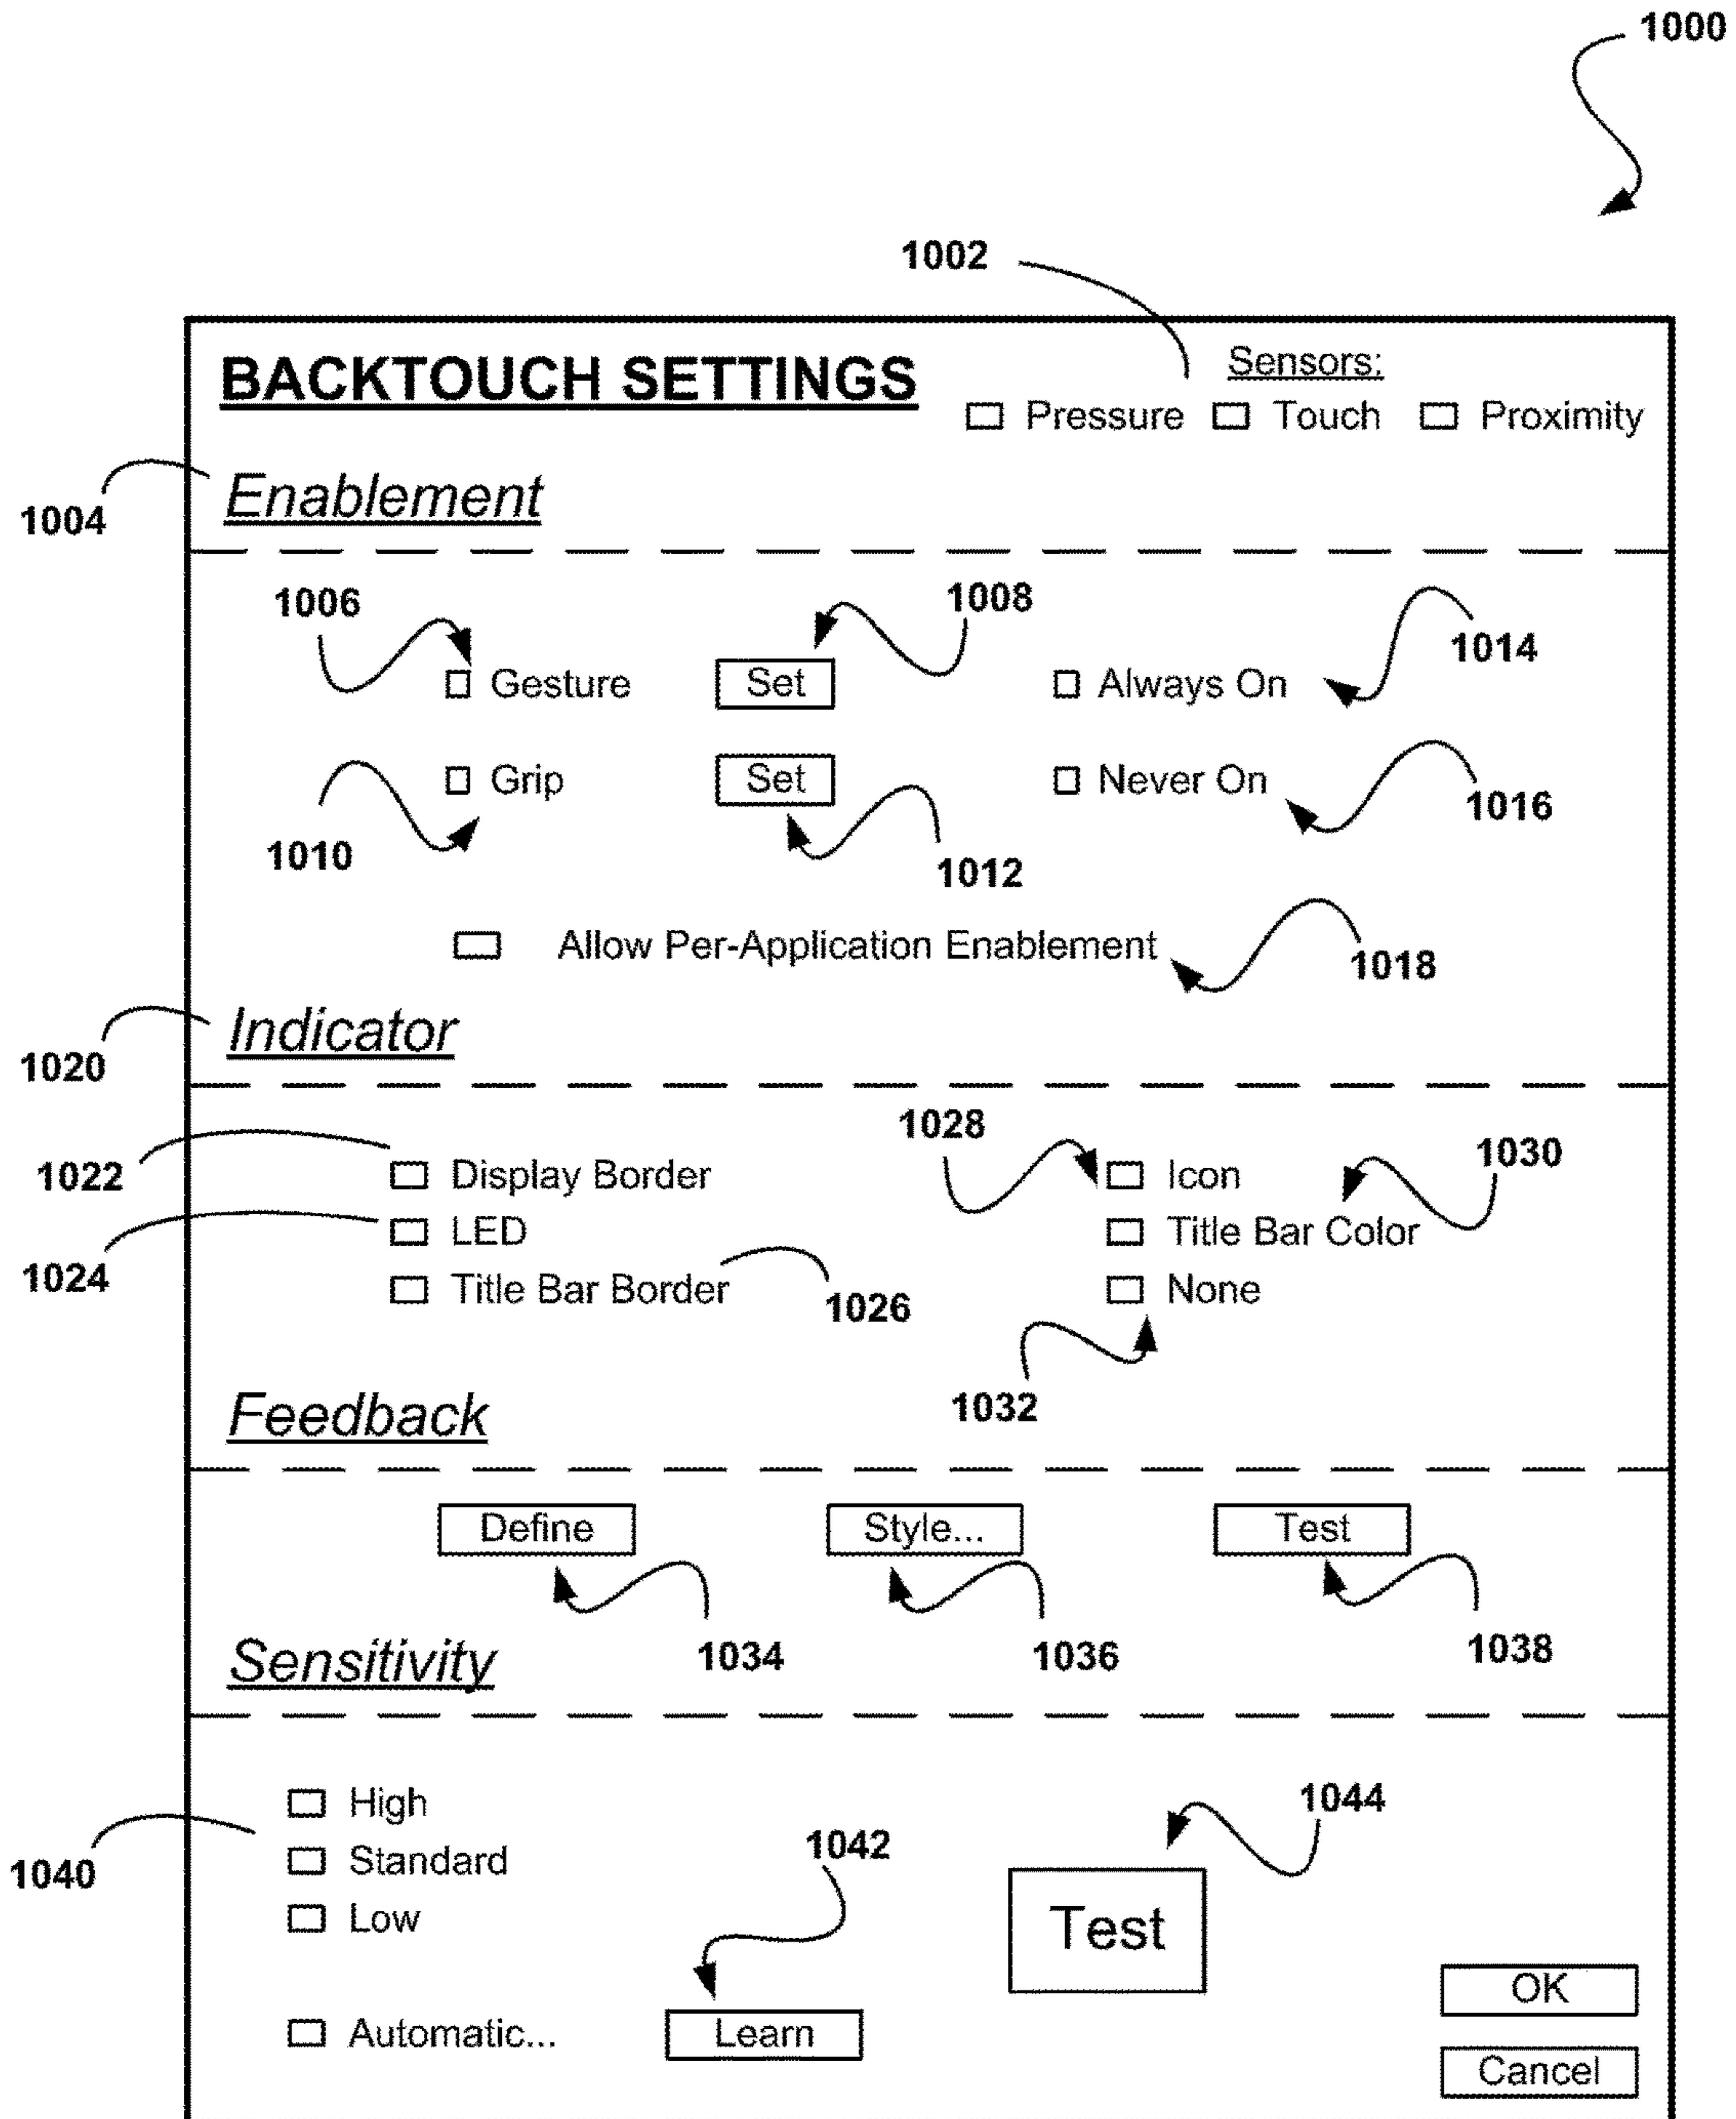 1000
1002
BACKTOUCH SETTINGS
Sensors:
Pressure Touch Proximity
1004
Enablement
1006 1008 1014
Gesture Set Always On
Grip Set Never On
1010 1012 1016
Allow Per-Application Enablement
1018
1020
Indicator
1028 1030
1022
Display Border Icon
LED Title Bar Color
1024
Title Bar Border None
1026
1032
Feedback
Define Style... Test
1034 1036 1038
Sensitivity
1040
High
Standard
Low
1042 1044
Test
Automatic... Learn
OK
Cancel